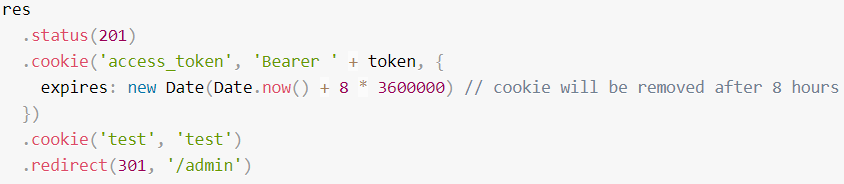 res
  .status(201)
  .cookie('access_token', 'Bearer ' + token, {
    expires: new Date(Date.now() + 8 * 3600000) // cookie will be removed after 8 hours
  })
  .cookie('test', 'test')
  .redirect(301, '/admin')